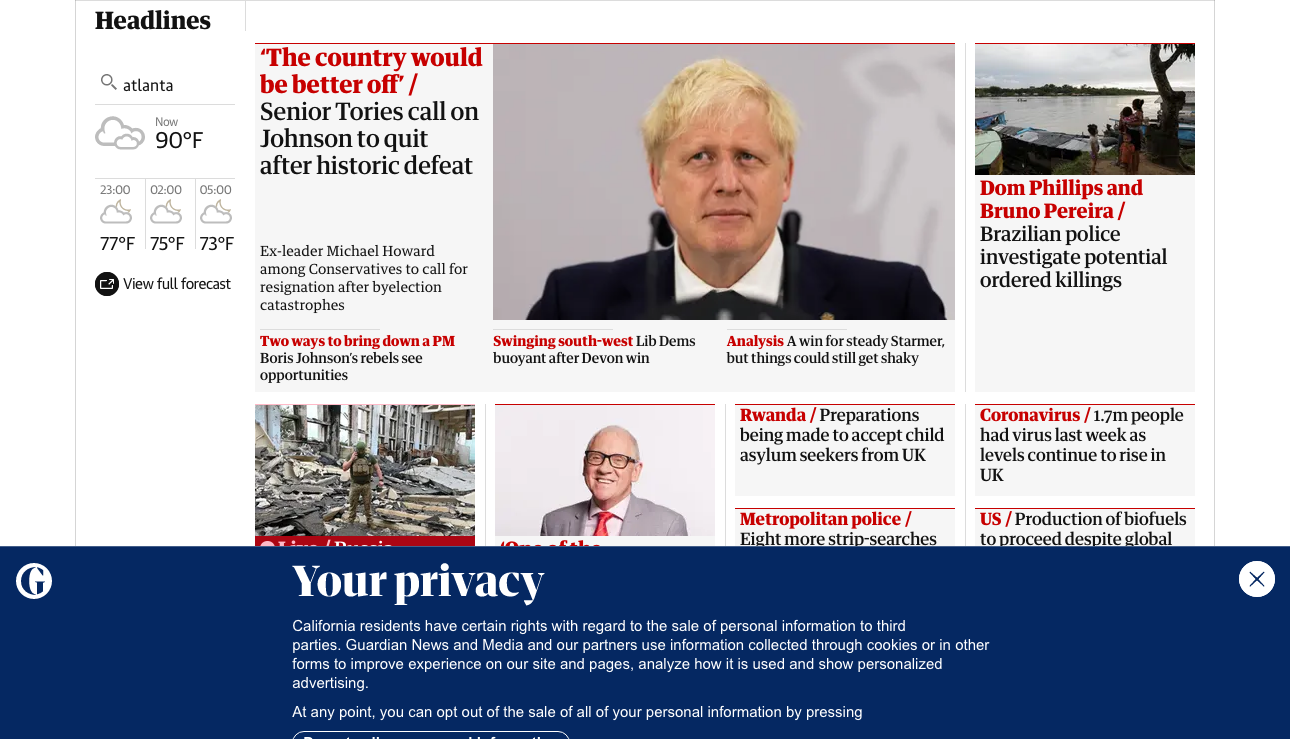 Headlines
atlanta
Now
90°F
23:00
02:00
05:00
77°F
75°F
73°F
View full forecast
‘The country would
be better off’ /
Senior Tories call on
Johnson to quit
after historic defeat
Ex-leader Michael Howard
among Conservatives to call for
resignation after byelection
catastrophes
Two ways to bring down a PM
Boris Johnson’s rebels see
opportunities
Swinging south-west Lib Dems
buoyant after Devon win
Analysis A win for steady Starmer,
but things could still get shaky
Dom Phillips and
Bruno Pereira /
Brazilian police
investigate potential
ordered killings
Live / Russia
‘One of the
Rwanda / Preparations
being made to accept child
asylum seekers from UK
Metropolitan police /
Eight more strip-searches
Coronavirus / 1.7m people
had virus last week as
levels continue to rise in
UK
US / Production of biofuels
to proceed despite global
Your privacy
California residents have certain rights with regard to the sale of personal information to third
parties. Guardian News and Media and our partners use information collected through cookies or in other
forms to improve experience on our site and pages, analyze how it is used and show personalized
advertising.
At any point, you can opt out of the sale of all of your personal information by pressing